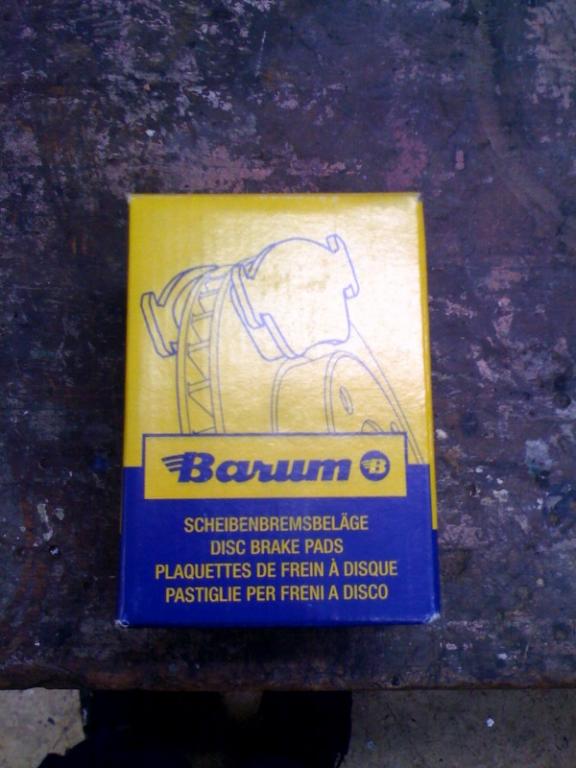 Barum B
SCHEIBENBREMSBELÄGE
DISC BRAKE PADS
PLAQUETTES DE FREIN À DISQUE
PASTIGLIE PER FRENI A DISCO